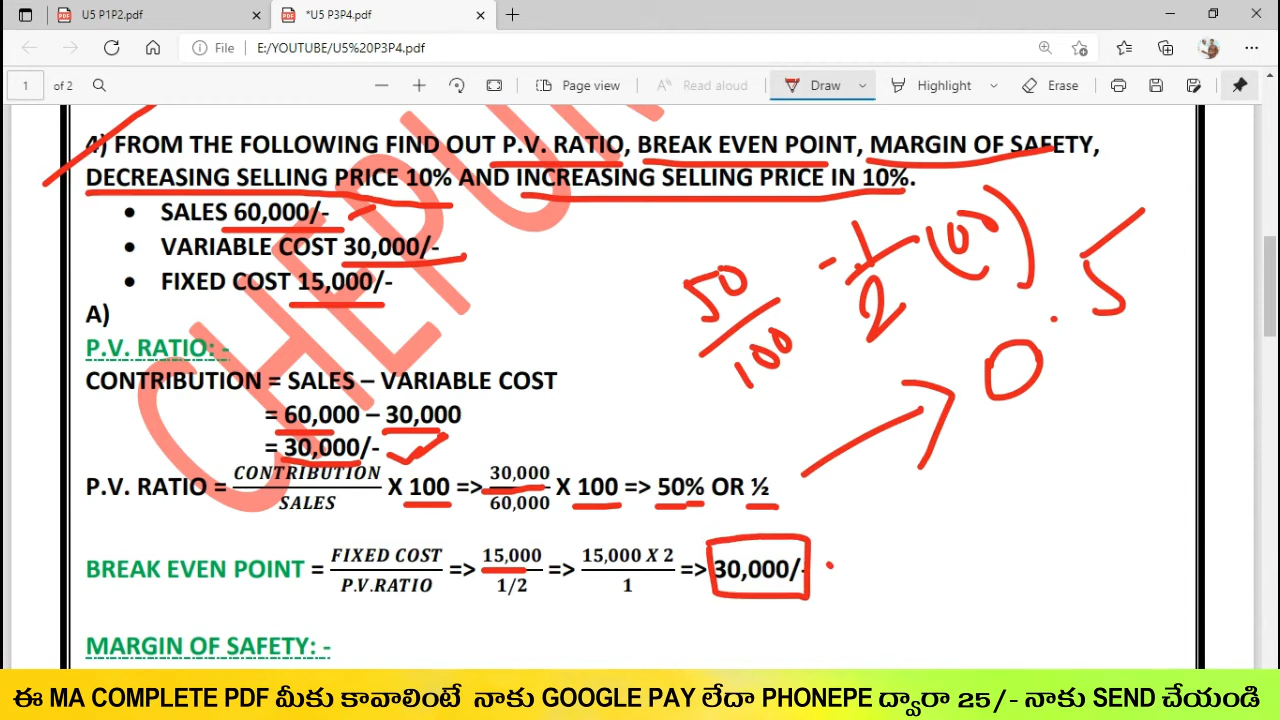 U5 P1P2.pdf
*U5 P3P4.pdf
File
E:/YOUTUBE/U5%20P3P4.pdf
1 of 2
Page view
Read aloud
Draw
Highlight
Erase
4) FROM THE FOLLOWING FIND OUT P.V. RATIO, BREAK EVEN POINT, MARGIN OF SAFETY,
DECREASING SELLING PRICE 10% AND INCREASING SELLING PRICE IN 10%.
• SALES 60,000/-
• VARIABLE COST 30,000/-
• FIXED COST 15,000/-
50/100 - 1/2 (100) 0.5
A)
P.V. RATIO: -
CONTRIBUTION = SALES – VARIABLE COST
= 60,000 – 30,000
= 30,000/-
P.V. RATIO = CONTRIBUTION/SALES X 100 => 30,000/60,000 X 100 => 50% OR ½
BREAK EVEN POINT = FIXED COST/P.V.RATIO => 15,000/1/2 => 15,000 X 2/1 => 30,000/-
MARGIN OF SAFETY: -
CHEPUR
ఈ MA COMPLETE PDF మీకు కావాలంటే నాకు GOOGLE PAY లేదా PHONEPE ద్వారా 25/- నాకు SEND చేయండి